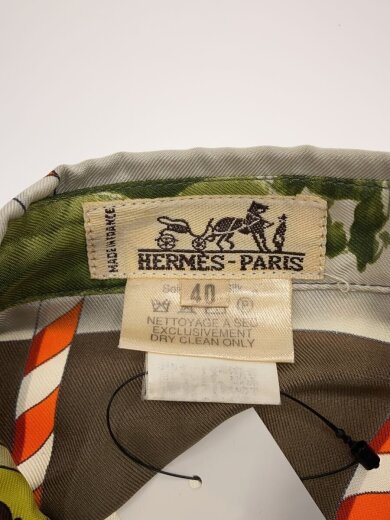 MADE IN FRANCE
HERMÈS-PARIS
40
P
NETTOYAGE A SEC
EXCLUSIVEMENT
DRY CLEAN ONLY